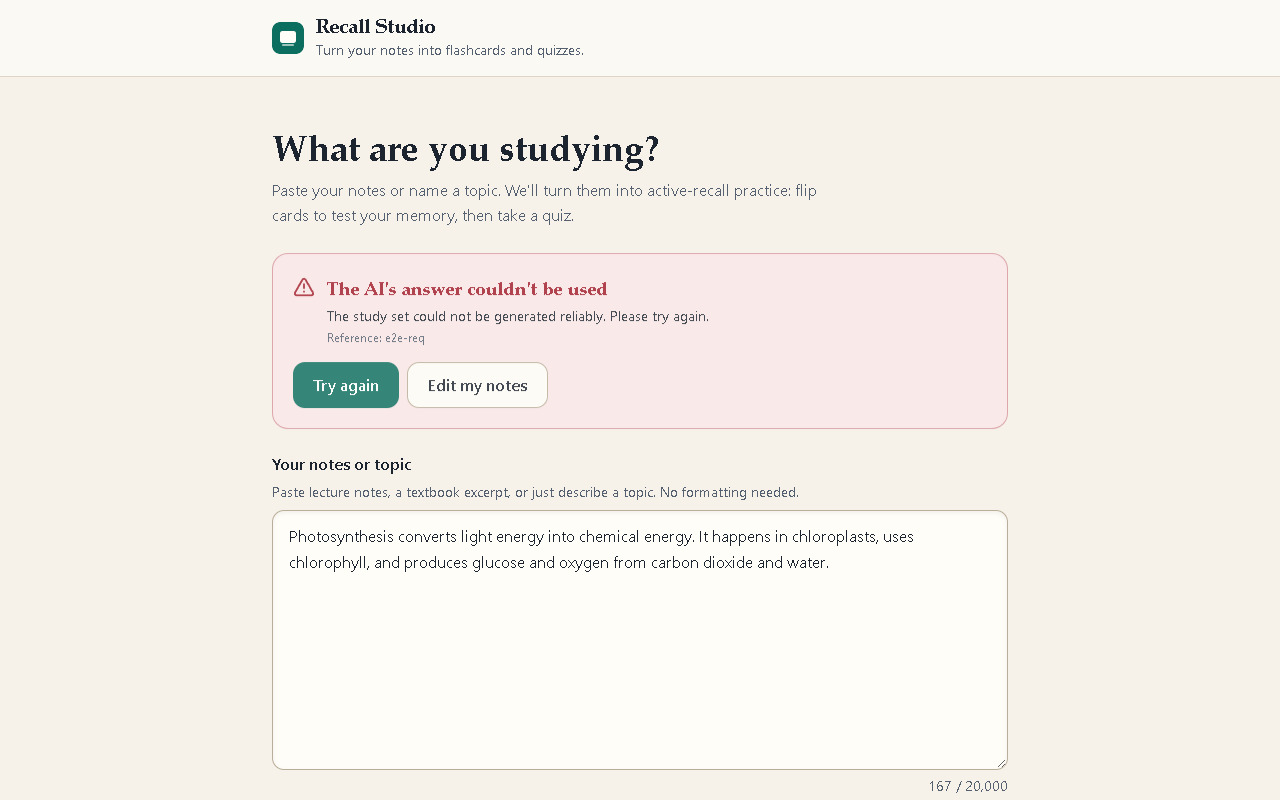 Recall Studio
Turn your notes into flashcards and quizzes.
What are you studying?
Paste your notes or name a topic. We'll turn them into active-recall practice: flip
cards to test your memory, then take a quiz.
The AI's answer couldn't be used
The study set could not be generated reliably. Please try again.
Reference: e2e-req
Try again
Edit my notes
Your notes or topic
Paste lecture notes, a textbook excerpt, or just describe a topic. No formatting needed.
Photosynthesis converts light energy into chemical energy. It happens in chloroplasts, uses
chlorophyll, and produces glucose and oxygen from carbon dioxide and water.
167 / 20,000